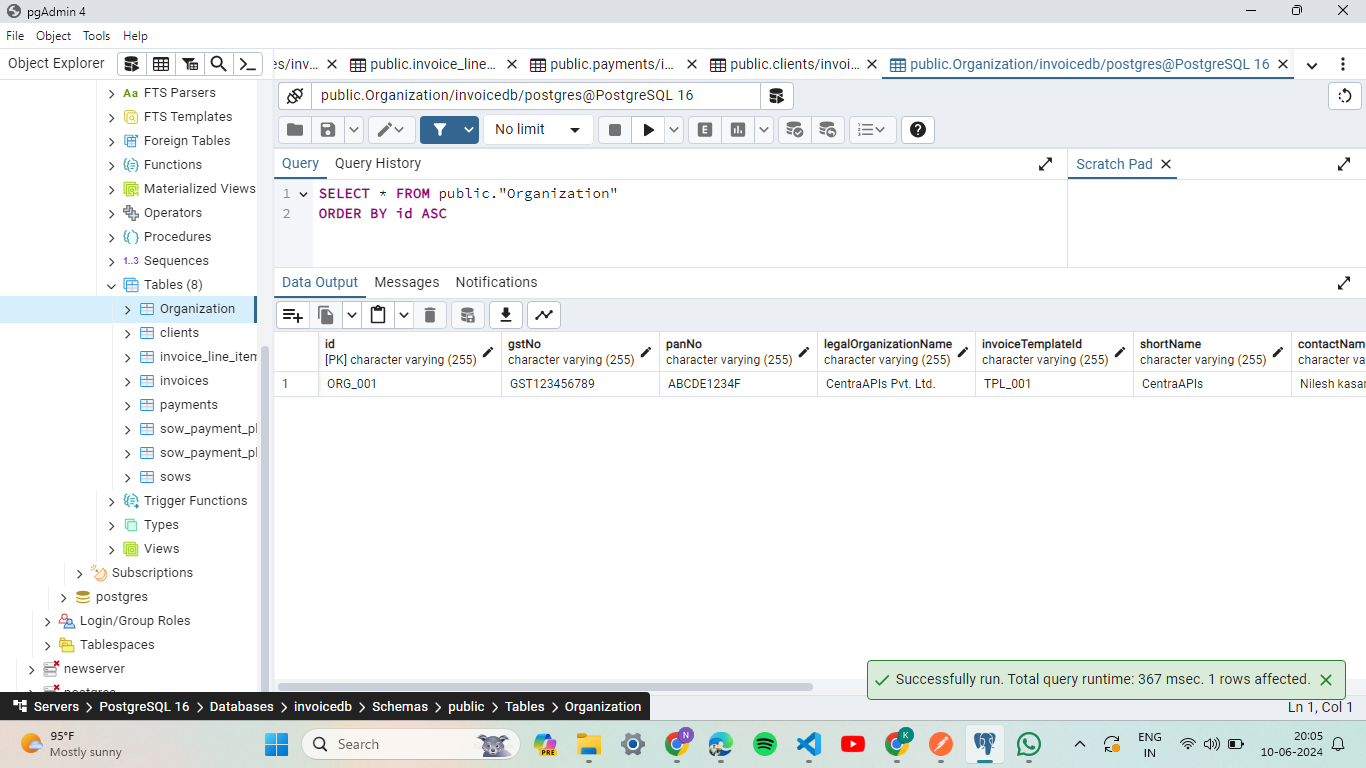 pgAdmin 4
File Object Tools Help
Object Explorer
es/inv... public.invoice_line... public.payments/i... public.clients/invoi... public.Organization/invoicedb/postgres@PostgreSQL 16
public.Organization/invoicedb/postgres@PostgreSQL 16
No limit
Query Query History
Scratch Pad
1 SELECT * FROM public."Organization"
2 ORDER BY id ASC
Aa FTS Parsers
FTS Templates
Foreign Tables
Functions
Materialized Views
Operators
Procedures
1..3 Sequences
Tables (8)
Organization
clients
invoice_line_item
invoices
payments
sow_payment_pl
sow_payment_pl
sows
Trigger Functions
Types
Views
Subscriptions
postgres
Login/Group Roles
Tablespaces
newserver
postgres
Data Output Messages Notifications
id gstNo panNo legalOrganizationName invoiceTemplateId shortName contactNam
[PK] character varying (255) character varying (255) character varying (255) character varying (255) character varying (255) character varying (255) character va
1 ORG_001 GST123456789 ABCDE1234F CentraAPIs Pvt. Ltd. TPL_001 CentraAPIs Nilesh kasar
Successfully run. Total query runtime: 367 msec. 1 rows affected.
Servers > PostgreSQL 16 > Databases > invoicedb > Schemas > public > Tables > Organization
Ln 1, Col 1
95°F
Mostly sunny
Search
PRE
N
K
ENG
IN
20:05
10-06-2024